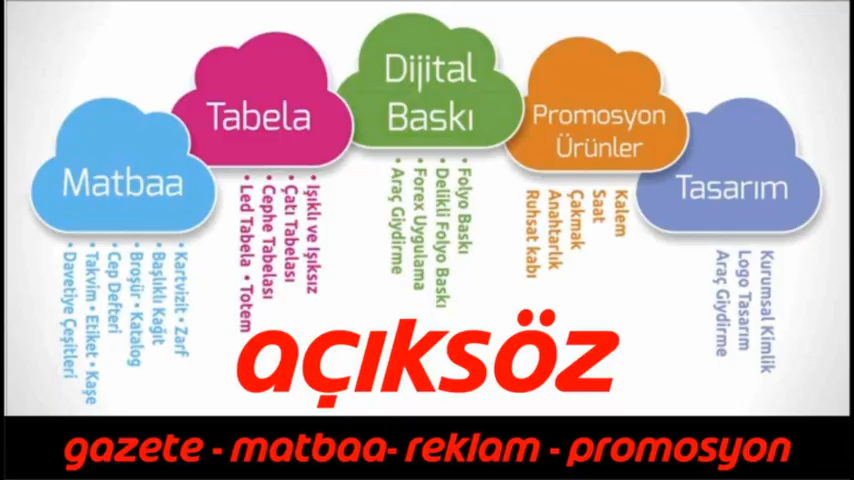 Matbaa
Tabela
Dijital
Baskı
Promosyon
Ürünler
Tasarım
• Kartvizit • Zarf
• Başlıklı Kağıt
• Broşür • Katalog
• Cep Defteri
• Takvim • Etiket • Kaşe
• Davetiye Çeşitleri
• Işıklı ve Işıksız
• Çatı Tabelası
• Cephe Tabelası
• Led Tabela • Totem
• Folyo Baskı
• Delikli Folyo Baskı
• Forex Uygulama
• Araç Giydirme
Kalem
Saat
Çakmak
Anahtarlık
Ruhsat kabı
Kurumsal Kimlik
Logo Tasarım
Araç Giydirme
açıksöz
gazete - matbaa- reklam - promosyon